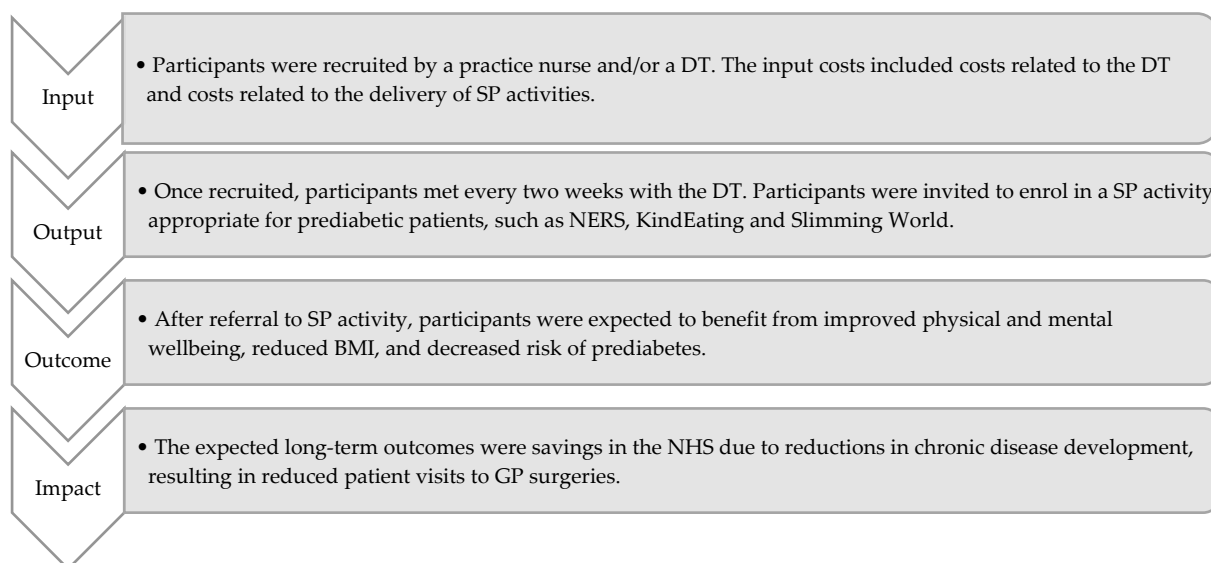 Input
• Participants were recruited by a practice nurse and/or a DT. The input costs included costs related to the DT
and costs related to the delivery of SP activities.
Output
• Once recruited, participants met every two weeks with the DT. Participants were invited to enrol in a SP activity
appropriate for prediabetic patients, such as NERS, KindEating and Slimming World.
Outcome
• After referral to SP activity, participants were expected to benefit from improved physical and mental
wellbeing, reduced BMI, and decreased risk of prediabetes.
Impact
• The expected long-term outcomes were savings in the NHS due to reductions in chronic disease development,
resulting in reduced patient visits to GP surgeries.